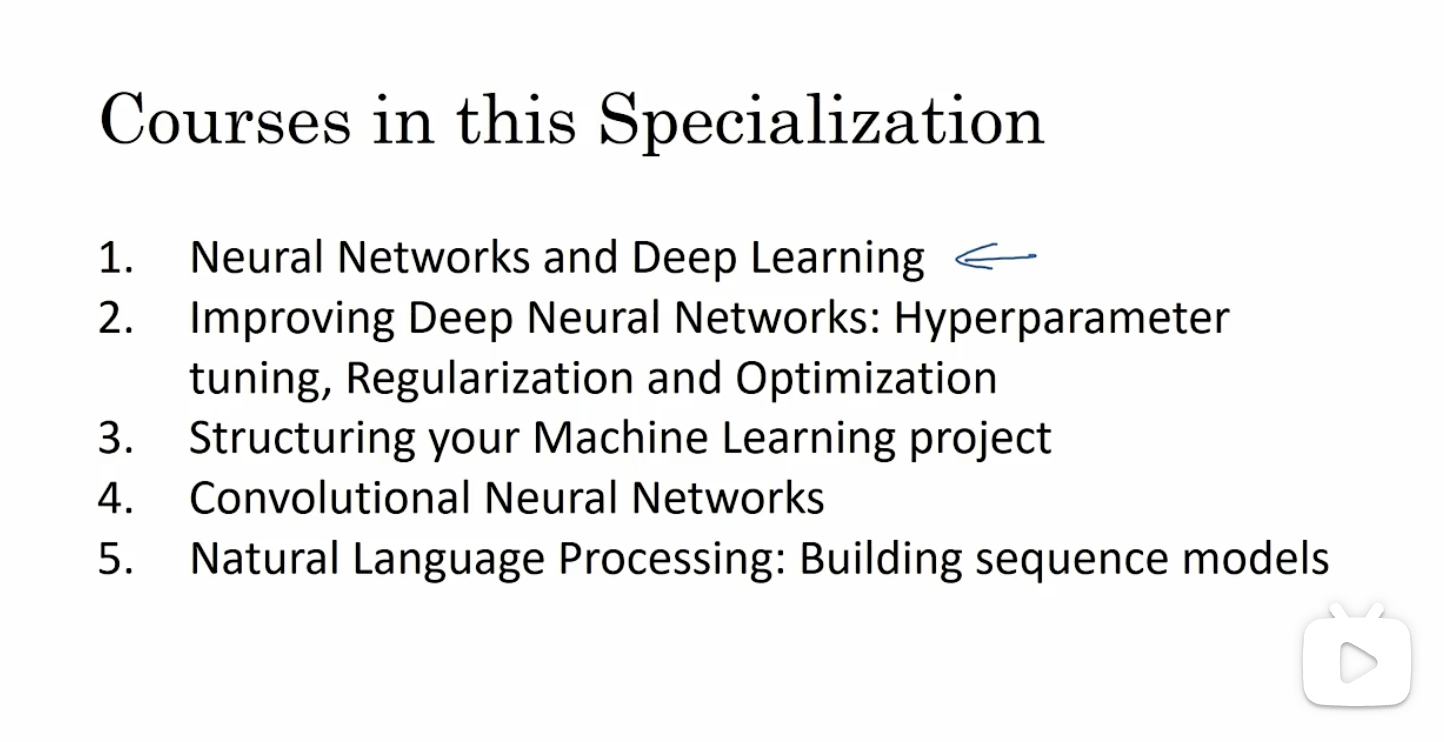 Courses in this Specialization
1. Neural Networks and Deep Learning
2. Improving Deep Neural Networks: Hyperparameter
tuning, Regularization and Optimization
3. Structuring your Machine Learning project
4. Convolutional Neural Networks
5. Natural Language Processing: Building sequence models